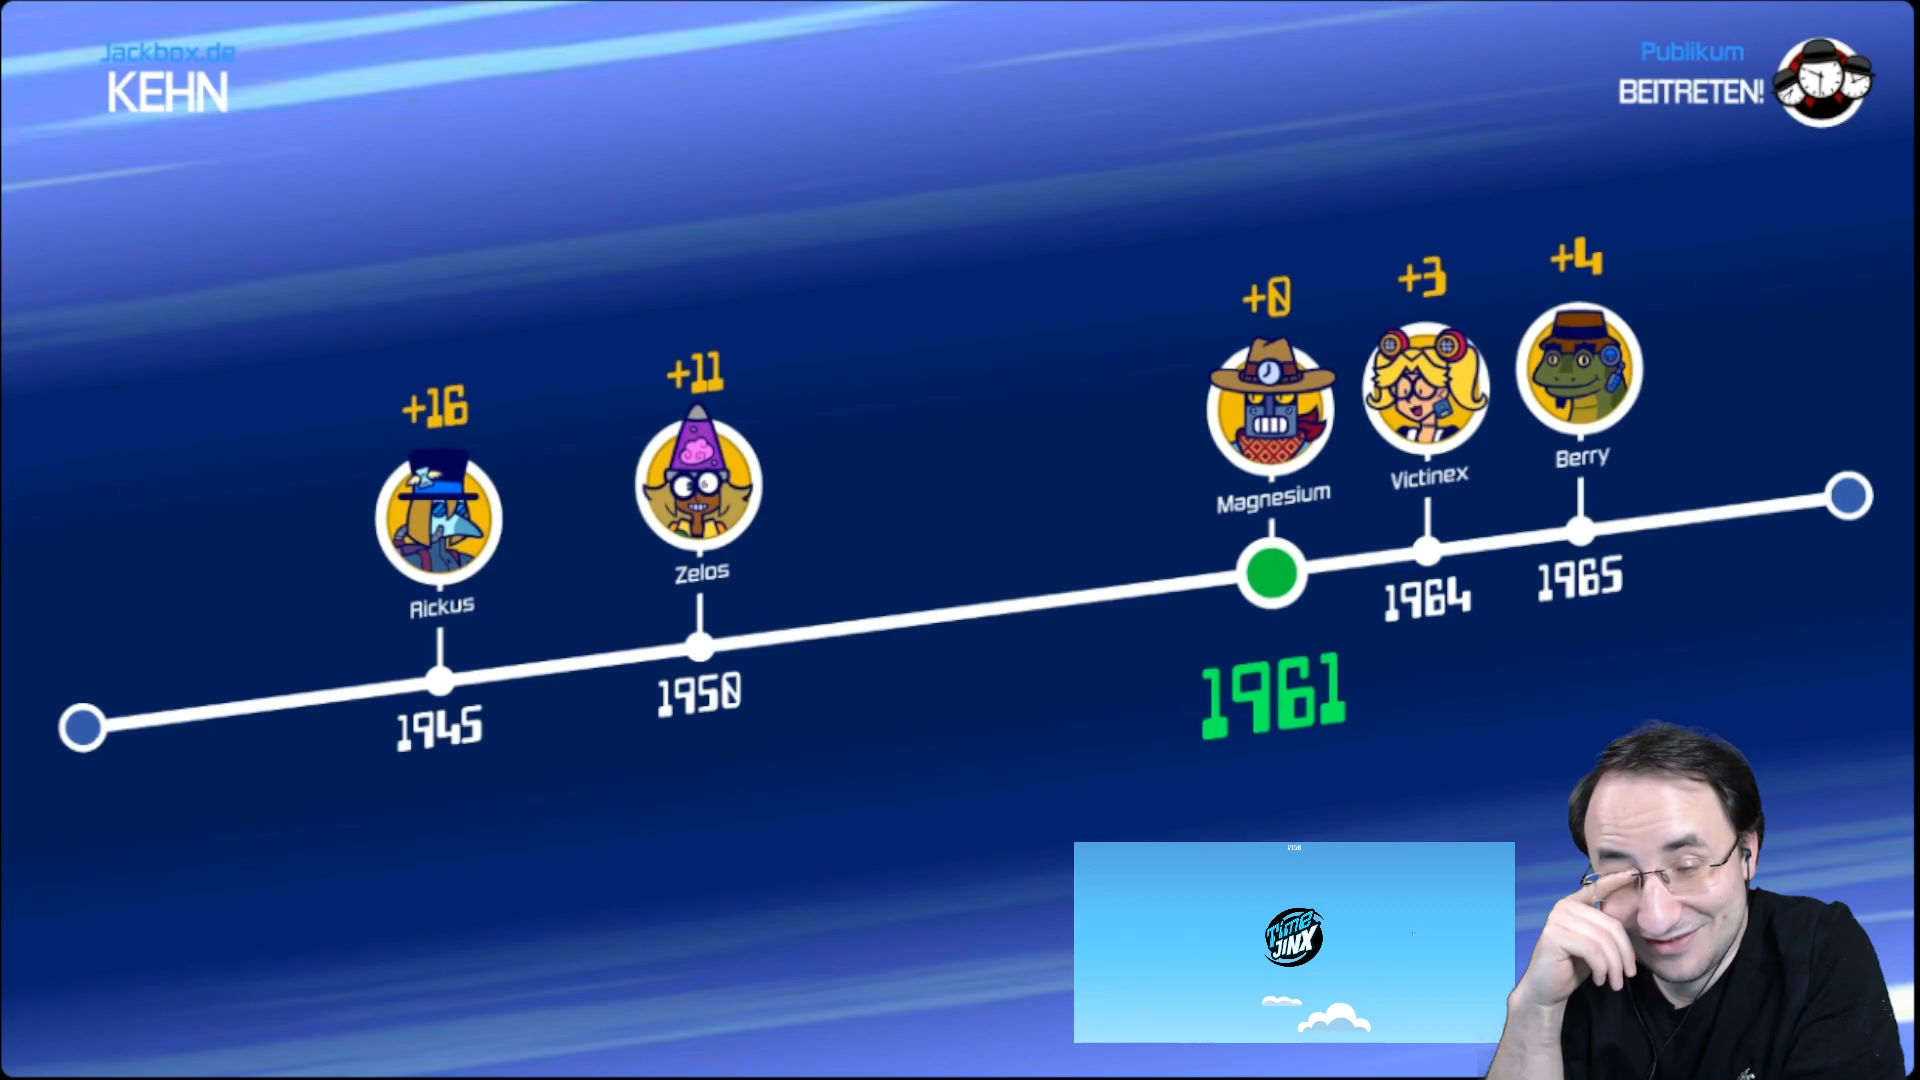 Jackbox.de
KEHN
Publikum
BEITRETEN!
+16
Rickus
1945
+11
Zelos
1950
+0
Magnesium
1961
+3
Victinex
1964
+4
Berry
1965
Time
JINX